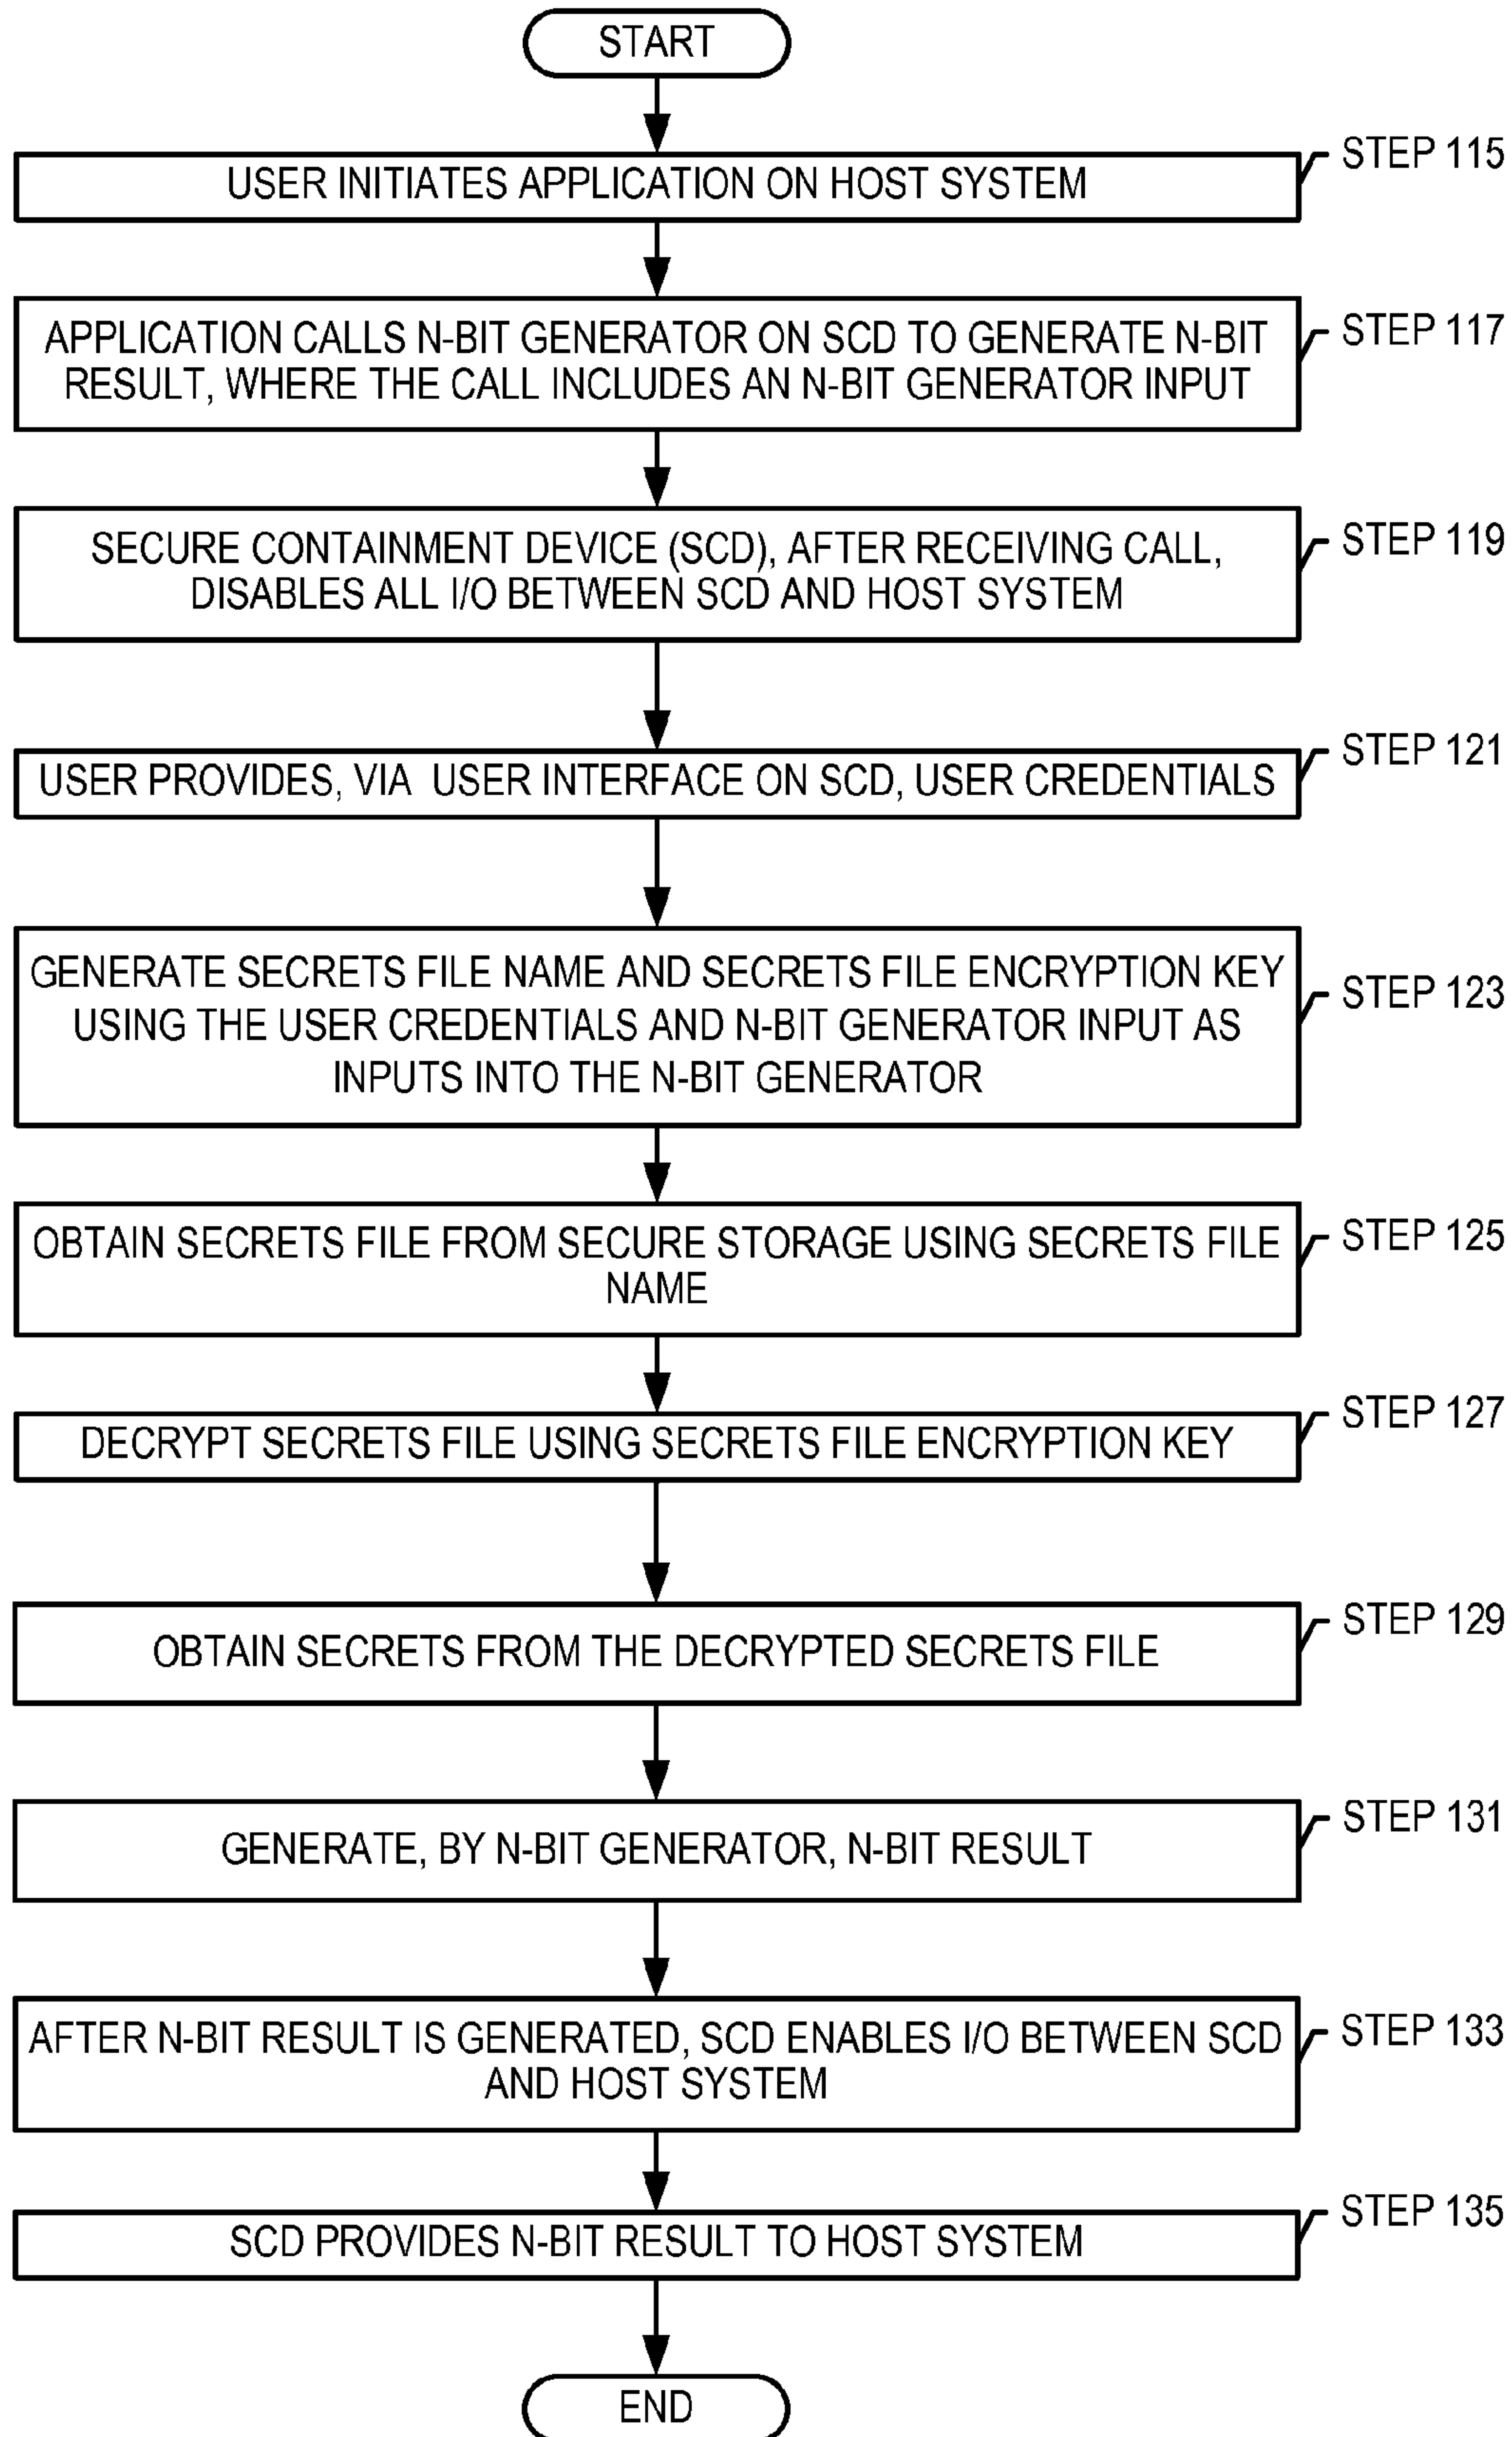 START
STEP 115
USER INITIATES APPLICATION ON HOST SYSTEM
STEP 117
APPLICATION CALLS N-BIT GENERATOR ON SCD TO GENERATE N-BIT
RESULT, WHERE THE CALL INCLUDES AN N-BIT GENERATOR INPUT
STEP 119
SECURE CONTAINMENT DEVICE (SCD), AFTER RECEIVING CALL,
DISABLES ALL I/O BETWEEN SCD AND HOST SYSTEM
STEP 121
USER PROVIDES, VIA USER INTERFACE ON SCD, USER CREDENTIALS
STEP 123
GENERATE SECRETS FILE NAME AND SECRETS FILE ENCRYPTION KEY
USING THE USER CREDENTIALS AND N-BIT GENERATOR INPUT AS
INPUTS INTO THE N-BIT GENERATOR
STEP 125
OBTAIN SECRETS FILE FROM SECURE STORAGE USING SECRETS FILE
NAME
STEP 127
DECRYPT SECRETS FILE USING SECRETS FILE ENCRYPTION KEY
STEP 129
OBTAIN SECRETS FROM THE DECRYPTED SECRETS FILE
STEP 131
GENERATE, BY N-BIT GENERATOR, N-BIT RESULT
STEP 133
AFTER N-BIT RESULT IS GENERATED, SCD ENABLES I/O BETWEEN SCD
AND HOST SYSTEM
STEP 135
SCD PROVIDES N-BIT RESULT TO HOST SYSTEM
END